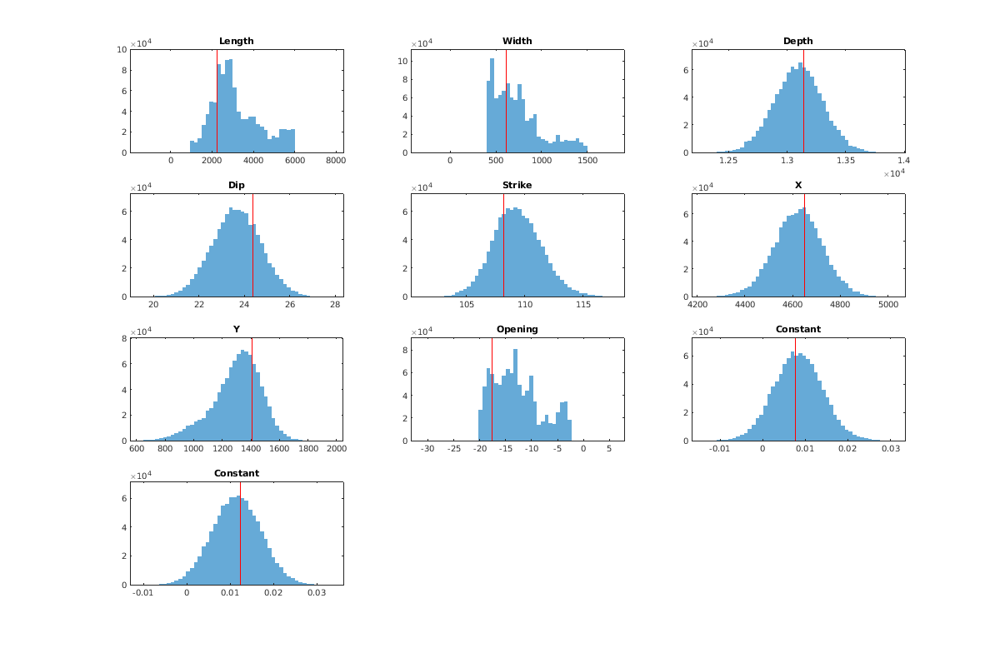 Length
×10⁴
10
8
6
4
2
0
0 2000 4000 6000 8000
Width
×10⁴
10
8
6
4
2
0
0 500 1000 1500
Depth
×10⁴
6
4
2
0
1.25 1.3 1.35 1.4
×10⁴
Dip
×10⁴
6
4
2
0
20 22 24 26 28
Strike
×10⁴
6
4
2
0
105 110 115
X
×10⁴
6
4
2
0
4200 4400 4600 4800 5000
Y
×10⁴
8
6
4
2
0
600 800 1000 1200 1400 1600 1800 2000
Opening
×10⁴
8
6
4
2
0
-30 -25 -20 -15 -10 -5 0 5
Constant
×10⁴
6
4
2
0
-0.01 0 0.01 0.02 0.03
Constant
×10⁴
6
4
2
0
-0.01 0 0.01 0.02 0.03